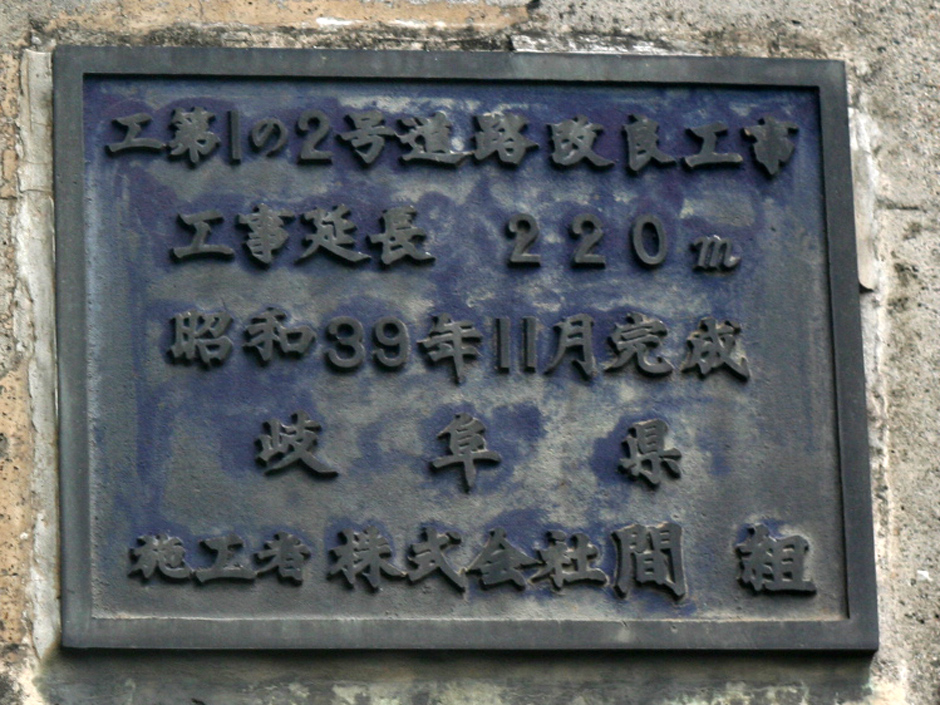 工第1の2号道路改良工事
工事延長 220m
昭和39年11月完成
岐阜県
施工者 株式会社間組